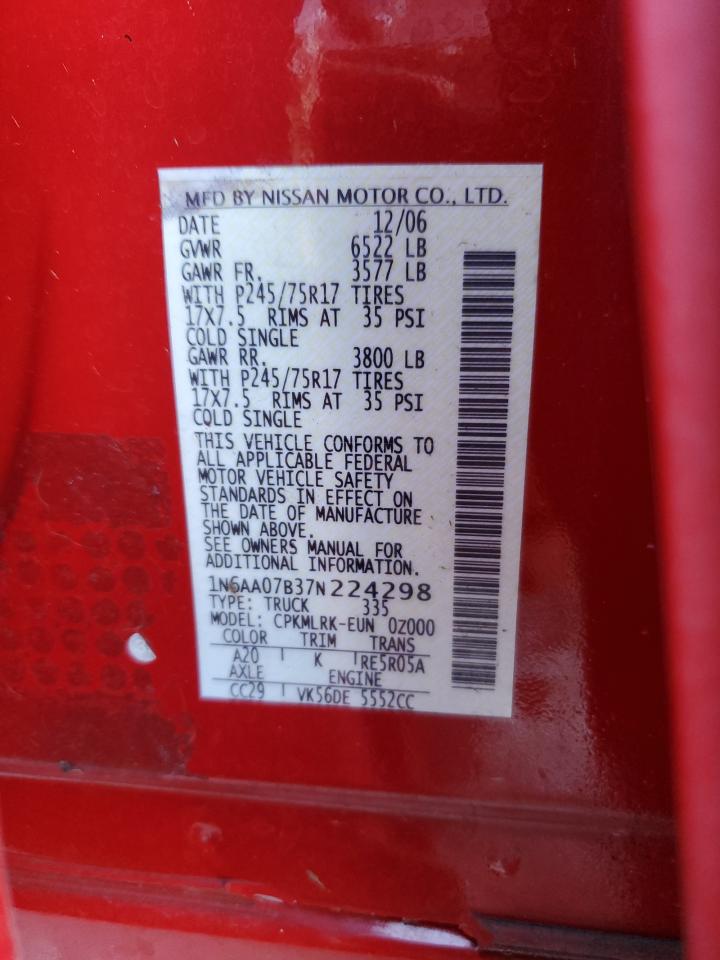 MFD BY NISSAN MOTOR CO., LTD.
DATE 12/06
GVWR 6522 LB
GAWR FR. 3577 LB
WITH P245/75R17 TIRES
17X7.5 RIMS AT 35 PSI
COLD SINGLE
GAWR RR. 3800 LB
WITH P245/75R17 TIRES
17X7.5 RIMS AT 35 PSI
COLD SINGLE
THIS VEHICLE CONFORMS TO
ALL APPLICABLE FEDERAL
MOTOR VEHICLE SAFETY
STANDARDS IN EFFECT ON
THE DATE OF MANUFACTURE
SHOWN ABOVE.
SEE OWNERS MANUAL FOR
ADDITIONAL INFORMATION.
1N6AA07B37N224298
TYPE: TRUCK 335
MODEL: CPKMLRK-EUN 0Z000
COLOR TRIM TRANS
A20 K RE5R05A
AXLE ENGINE
CC29 VK56DE 5552CC